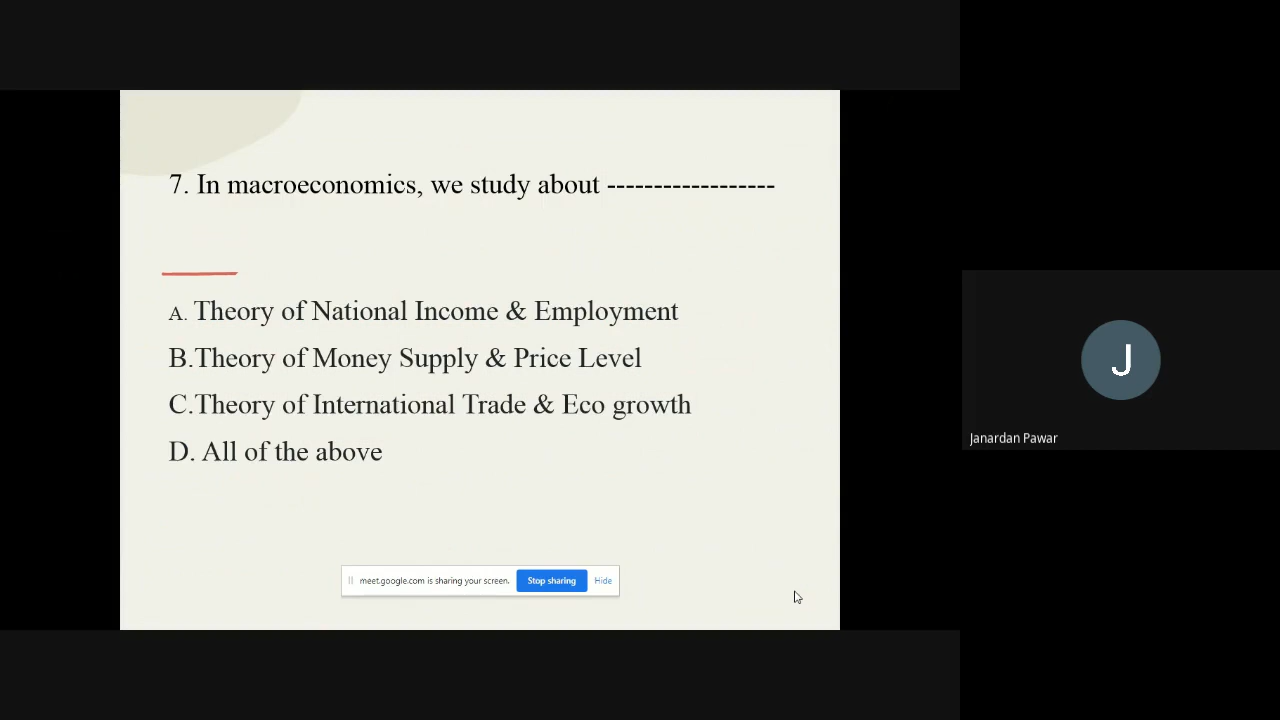 7. In macroeconomics, we study about ------------------
A. Theory of National Income & Employment
B.Theory of Money Supply & Price Level
C.Theory of International Trade & Eco growth
D. All of the above
meet.google.com is sharing your screen. Stop sharing Hide
J
Janardan Pawar